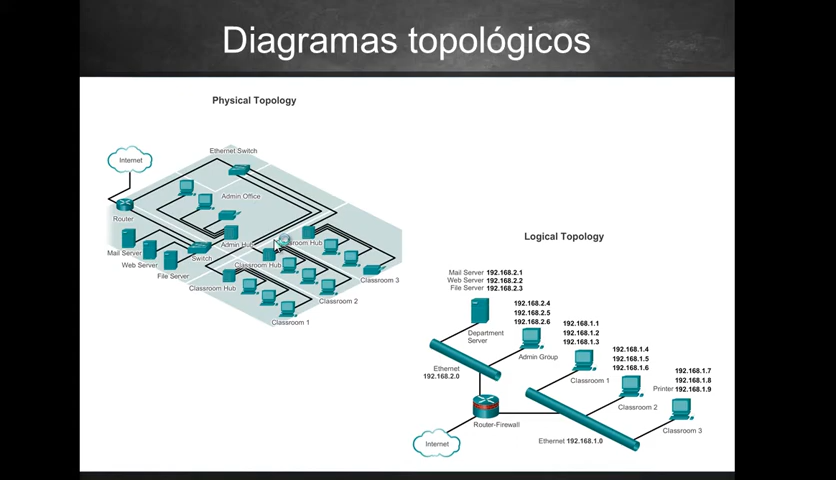 Diagramas topológicos
Physical Topology
Ethernet Switch
Internet
Admin Office
Router
Admin Hub
Classroom Hub
Mail Server
Switch
Web Server
Classroom Hub
File Server
Classroom 3
Classroom Hub
Classroom 2
Classroom 1
Logical Topology
Mail Server 192.168.2.1
Web Server 192.168.2.2
File Server 192.168.2.3
192.168.2.4
192.168.2.5
192.168.2.6
Department
Server
192.168.1.1
192.168.1.2
192.168.1.3
Admin Group
192.168.1.4
192.168.1.5
192.168.1.6
Ethernet
192.168.2.0
Classroom 1
192.168.1.7
192.168.1.8
Printer 192.168.1.9
Classroom 2
Router-Firewall
Classroom 3
Internet
Ethernet 192.168.1.0